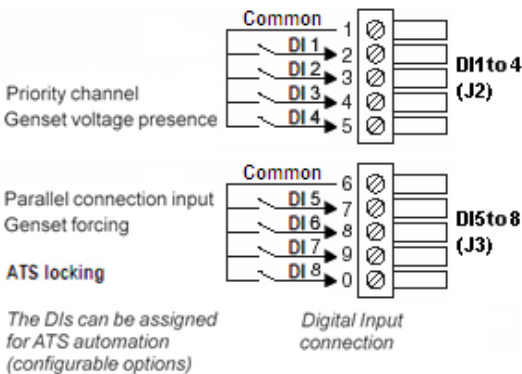 Common 1
DI 1 2
DI 2 3
Priority channel DI 3 4
Genset voltage presence DI 4 5
DI1 to 4
(J2)
Common 6
Parallel connection input DI 5 7
Genset forcing DI 6 8
DI 7 9
ATS locking DI 8 0
DI5 to 8
(J3)
The DIs can be assigned
for ATS automation
(configurable options)
Digital Input
connection